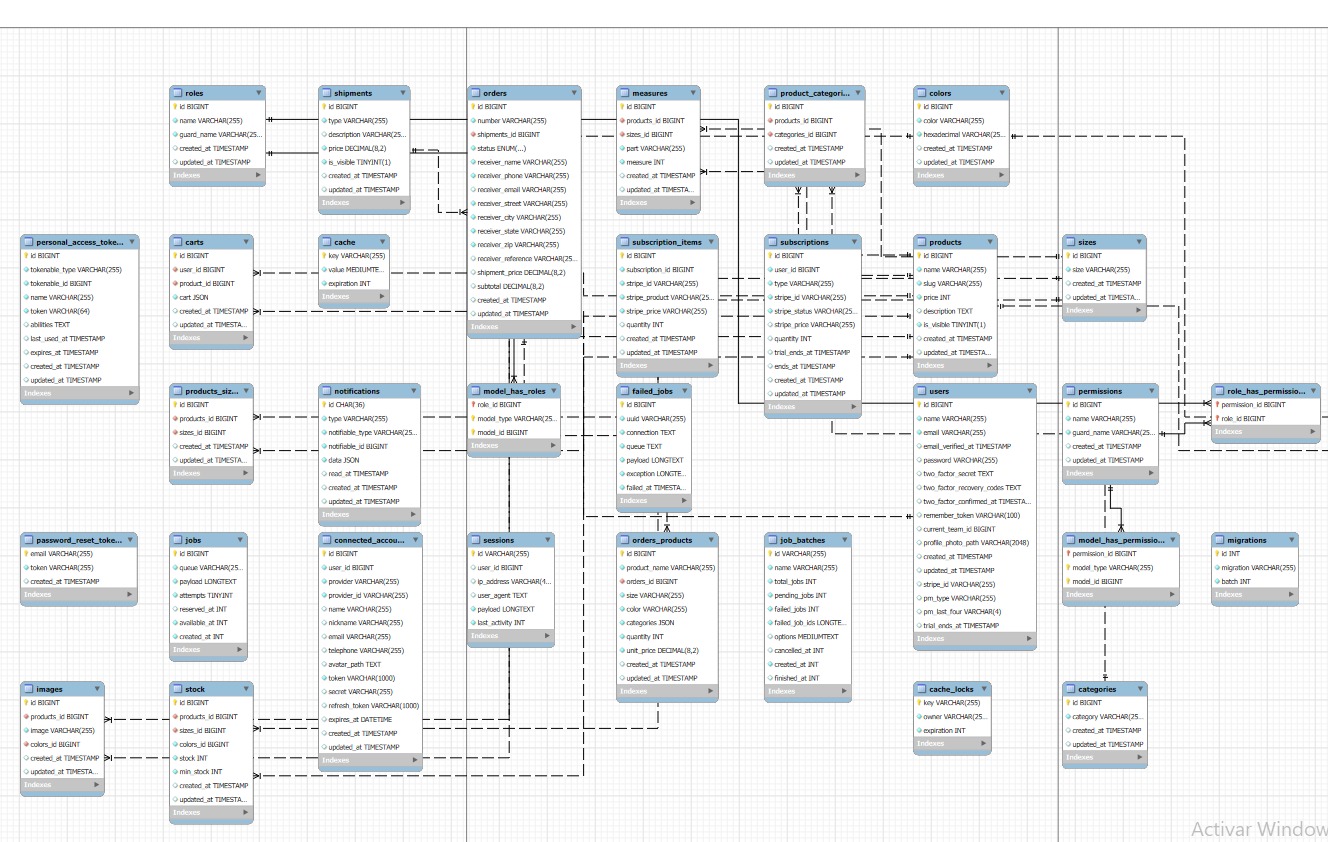 roles
id BIGINT
name VARCHAR(255)
guard_name VARCHAR(25...
created_at TIMESTAMP
updated_at TIMESTAMP
Indexes
shipments
id BIGINT
type VARCHAR(255)
description VARCHAR(25...
price DECIMAL(8,2)
is_visible TINYINT(1)
created_at TIMESTAMP
updated_at TIMESTAMP
Indexes
orders
id BIGINT
number VARCHAR(255)
shipments_id BIGINT
status ENUM(...)
receiver_name VARCHAR(255)
receiver_phone VARCHAR(255)
receiver_email VARCHAR(255)
receiver_street VARCHAR(255)
receiver_city VARCHAR(255)
receiver_state VARCHAR(255)
receiver_zip VARCHAR(255)
receiver_reference VARCHAR(25...
shipment_price DECIMAL(8,2)
subtotal DECIMAL(8,2)
created_at TIMESTAMP
updated_at TIMESTAMP
Indexes
measures
id BIGINT
products_id BIGINT
sizes_id BIGINT
part VARCHAR(255)
measure INT
created_at TIMESTAMP
updated_at TIMESTAMP
Indexes
product_categori...
id BIGINT
products_id BIGINT
categories_id BIGINT
created_at TIMESTAMP
updated_at TIMESTAMP
Indexes
colors
id BIGINT
color VARCHAR(255)
hexadecimal VARCHAR(25...
created_at TIMESTAMP
updated_at TIMESTAMP
Indexes
personal_access_toke...
id BIGINT
tokenable_type VARCHAR(255)
tokenable_id BIGINT
name VARCHAR(255)
token VARCHAR(64)
abilities TEXT
last_used_at TIMESTAMP
expires_at TIMESTAMP
created_at TIMESTAMP
updated_at TIMESTAMP
Indexes
carts
id BIGINT
user_id BIGINT
product_id BIGINT
cart JSON
created_at TIMESTAMP
updated_at TIMESTA...
Indexes
cache
key VARCHAR(255)
value MEDIUMTE...
expiration INT
Indexes
subscription_items
id BIGINT
subscription_id BIGINT
stripe_id VARCHAR(255)
stripe_product VARCHAR(25...
stripe_price VARCHAR(255)
quantity INT
created_at TIMESTAMP
updated_at TIMESTAMP
Indexes
subscriptions
id BIGINT
user_id BIGINT
type VARCHAR(255)
stripe_id VARCHAR(255)
stripe_status VARCHAR(25...
stripe_price VARCHAR(255)
quantity INT
trial_ends_at TIMESTAMP
ends_at TIMESTAMP
created_at TIMESTAMP
updated_at TIMESTAMP
Indexes
products
id BIGINT
name VARCHAR(255)
slug VARCHAR(255)
price INT
description TEXT
is_visible TINYINT(1)
created_at TIMESTAMP
updated_at TIMESTA...
Indexes
sizes
id BIGINT
size VARCHAR(255)
created_at TIMESTAMP
updated_at TIMESTA...
Indexes
products_siz...
id BIGINT
products_id BIGINT
sizes_id BIGINT
created_at TIMESTAMP
updated_at TIMESTA...
Indexes
notifications
id CHAR(36)
type VARCHAR(255)
notifiable_type VARCHAR(25...
notifiable_id BIGINT
data JSON
read_at TIMESTAMP
created_at TIMESTAMP
updated_at TIMESTAMP
Indexes
model_has_roles
role_id BIGINT
model_type VARCHAR(25...
model_id BIGINT
Indexes
failed_jobs
id BIGINT
uuid VARCHAR(255)
connection TEXT
queue TEXT
payload LONGTEXT
exception LONGTE...
failed_at TIMESTA...
Indexes
users
id BIGINT
name VARCHAR(255)
email VARCHAR(255)
email_verified_at TIMESTAMP
password VARCHAR(255)
two_factor_secret TEXT
two_factor_recovery_codes TEXT
two_factor_confirmed_at TIMESTA...
remember_token VARCHAR(100)
current_team_id BIGINT
profile_photo_path VARCHAR(2048)
created_at TIMESTAMP
updated_at TIMESTAMP
stripe_id VARCHAR(255)
pm_type VARCHAR(255)
pm_last_four VARCHAR(4)
trial_ends_at TIMESTAMP
Indexes
permissions
id BIGINT
name VARCHAR(255)
guard_name VARCHAR(25...
created_at TIMESTAMP
updated_at TIMESTAMP
Indexes
role_has_permissio...
permission_id BIGINT
role_id BIGINT
Indexes
password_reset_toke...
email VARCHAR(255)
token VARCHAR(255)
created_at TIMESTAMP
Indexes
jobs
id BIGINT
queue VARCHAR(25...
payload LONGTEXT
attempts TINYINT
reserved_at INT
available_at INT
created_at INT
Indexes
connected_accou...
id BIGINT
user_id BIGINT
provider VARCHAR(255)
provider_id VARCHAR(255)
name VARCHAR(255)
nickname VARCHAR(255)
email VARCHAR(255)
telephone VARCHAR(255)
avatar_path TEXT
token VARCHAR(1000)
secret VARCHAR(255)
refresh_token VARCHAR(1000)
expires_at DATETIME
created_at TIMESTAMP
updated_at TIMESTAMP
Indexes
sessions
id VARCHAR(255)
user_id BIGINT
ip_address VARCHAR(4...
user_agent TEXT
payload LONGTEXT
last_activity INT
Indexes
orders_products
id BIGINT
product_name VARCHAR(255)
orders_id BIGINT
size VARCHAR(255)
color VARCHAR(255)
categories JSON
quantity INT
unit_price DECIMAL(8,2)
created_at TIMESTAMP
updated_at TIMESTAMP
Indexes
job_batches
id VARCHAR(255)
name VARCHAR(255)
total_jobs INT
pending_jobs INT
failed_jobs INT
failed_job_ids LONGTE...
options MEDIUMTEXT
cancelled_at INT
created_at INT
finished_at INT
Indexes
model_has_permissio...
permission_id BIGINT
model_type VARCHAR(255)
model_id BIGINT
Indexes
migrations
id INT
migration VARCHAR(255)
batch INT
Indexes
images
id BIGINT
products_id BIGINT
image VARCHAR(255)
colors_id BIGINT
created_at TIMESTAMP
updated_at TIMESTA...
Indexes
stock
id BIGINT
products_id BIGINT
sizes_id BIGINT
colors_id BIGINT
stock INT
min_stock INT
created_at TIMESTAMP
updated_at TIMESTA...
Indexes
cache_locks
key VARCHAR(255)
owner VARCHAR(25...
expiration INT
Indexes
categories
id BIGINT
category VARCHAR(25...
created_at TIMESTAMP
updated_at TIMESTA...
Indexes
Activar Window